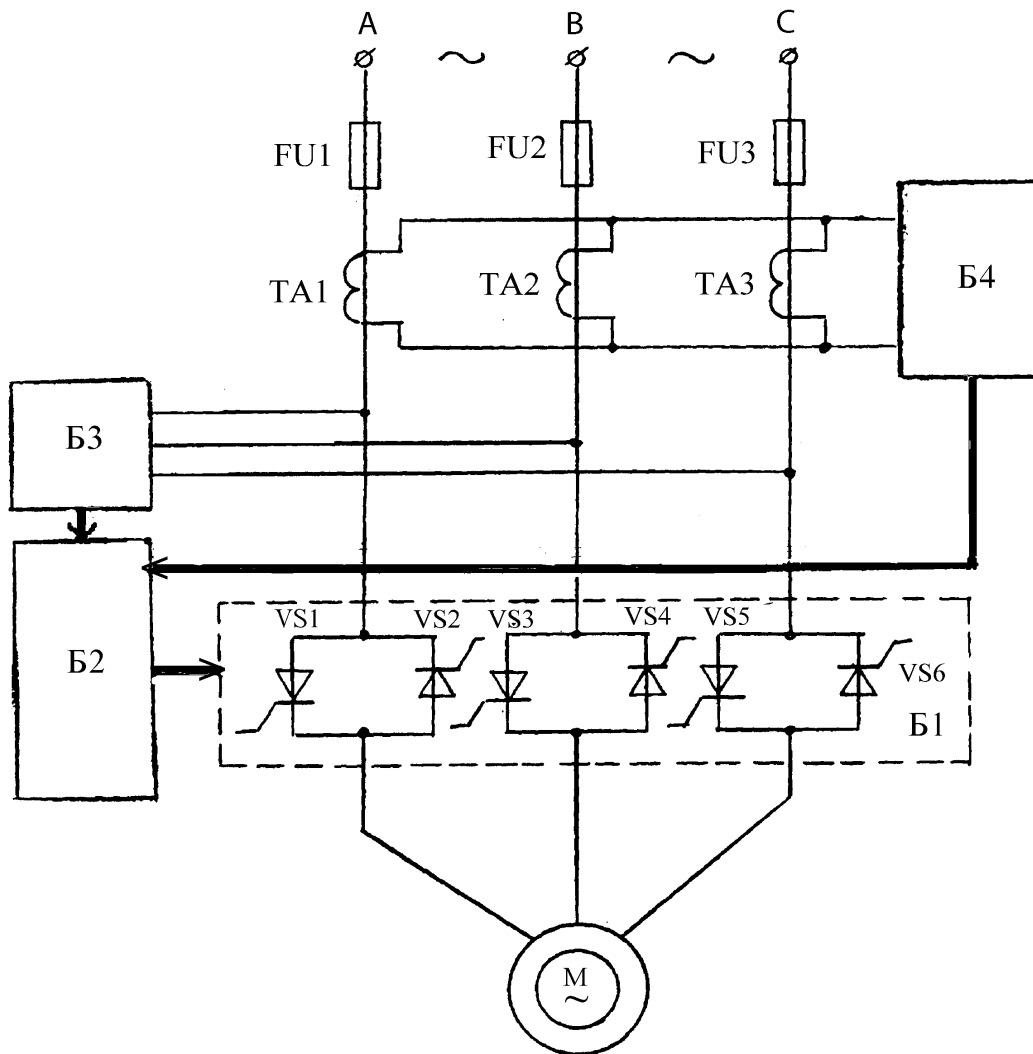 A B C
~ ~
FU1 FU2 FU3
TA1 TA2 TA3 Б4
Б3
VS1 VS2 VS3 VS4 VS5
Б2 VS6
Б1
M
~